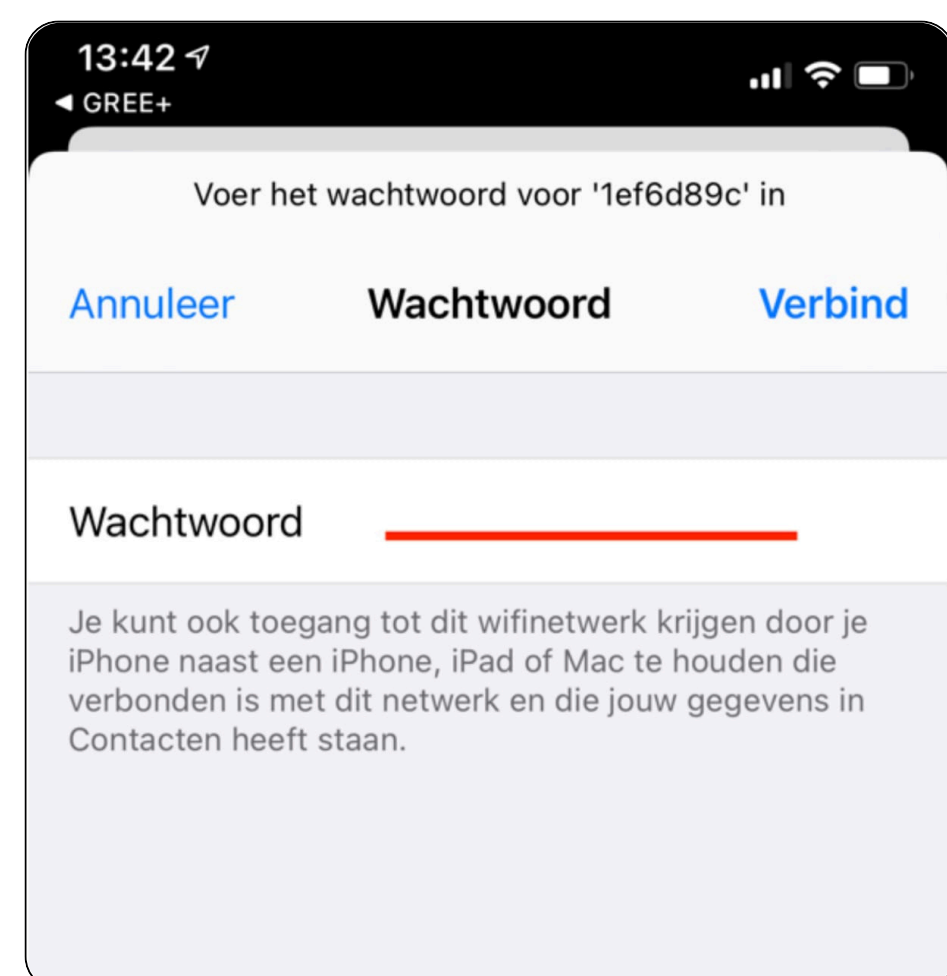 13:42
◀ GREE+
Voer het wachtwoord voor '1ef6d89c' in
Annuleer Wachtwoord Verbind
Wachtwoord
Je kunt ook toegang tot dit wifinetwerk krijgen door je
iPhone naast een iPhone, iPad of Mac te houden die
verbonden is met dit netwerk en die jouw gegevens in
Contacten heeft staan.